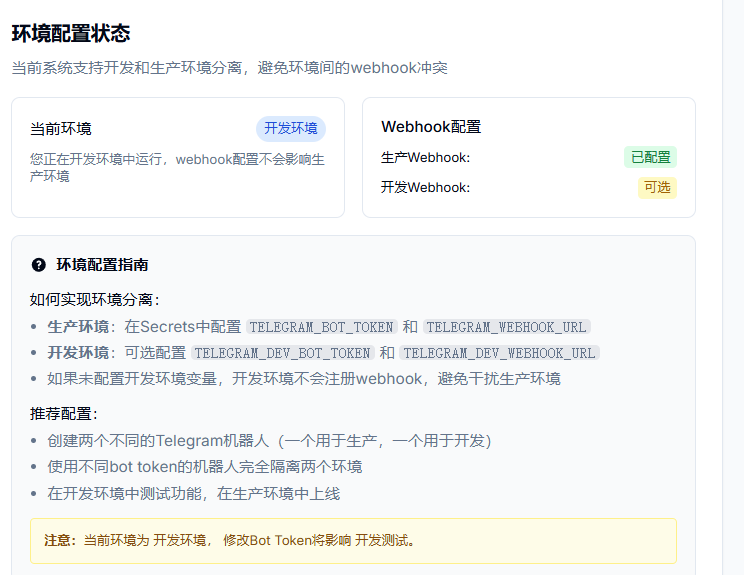 环境配置状态
当前系统支持开发和生产环境分离，避免环境间的webhook冲突
当前环境
开发环境
您正在开发环境中运行，webhook配置不会影响生
产环境
Webhook配置
生产Webhook:
已配置
开发Webhook:
可选
环境配置指南
如何实现环境分离：
• 生产环境：在Secrets中配置 TELEGRAM_BOT_TOKEN 和 TELEGRAM_WEBHOOK_URL
• 开发环境：可选配置 TELEGRAM_DEV_BOT_TOKEN 和 TELEGRAM_DEV_WEBHOOK_URL
• 如果未配置开发环境变量，开发环境不会注册webhook，避免干扰生产环境
推荐配置：
• 创建两个不同的Telegram机器人（一个用于生产，一个用于开发）
• 使用不同bot token的机器人完全隔离两个环境
• 在开发环境中测试功能，在生产环境中上线
注意：当前环境为 开发环境， 修改Bot Token将影响 开发测试。